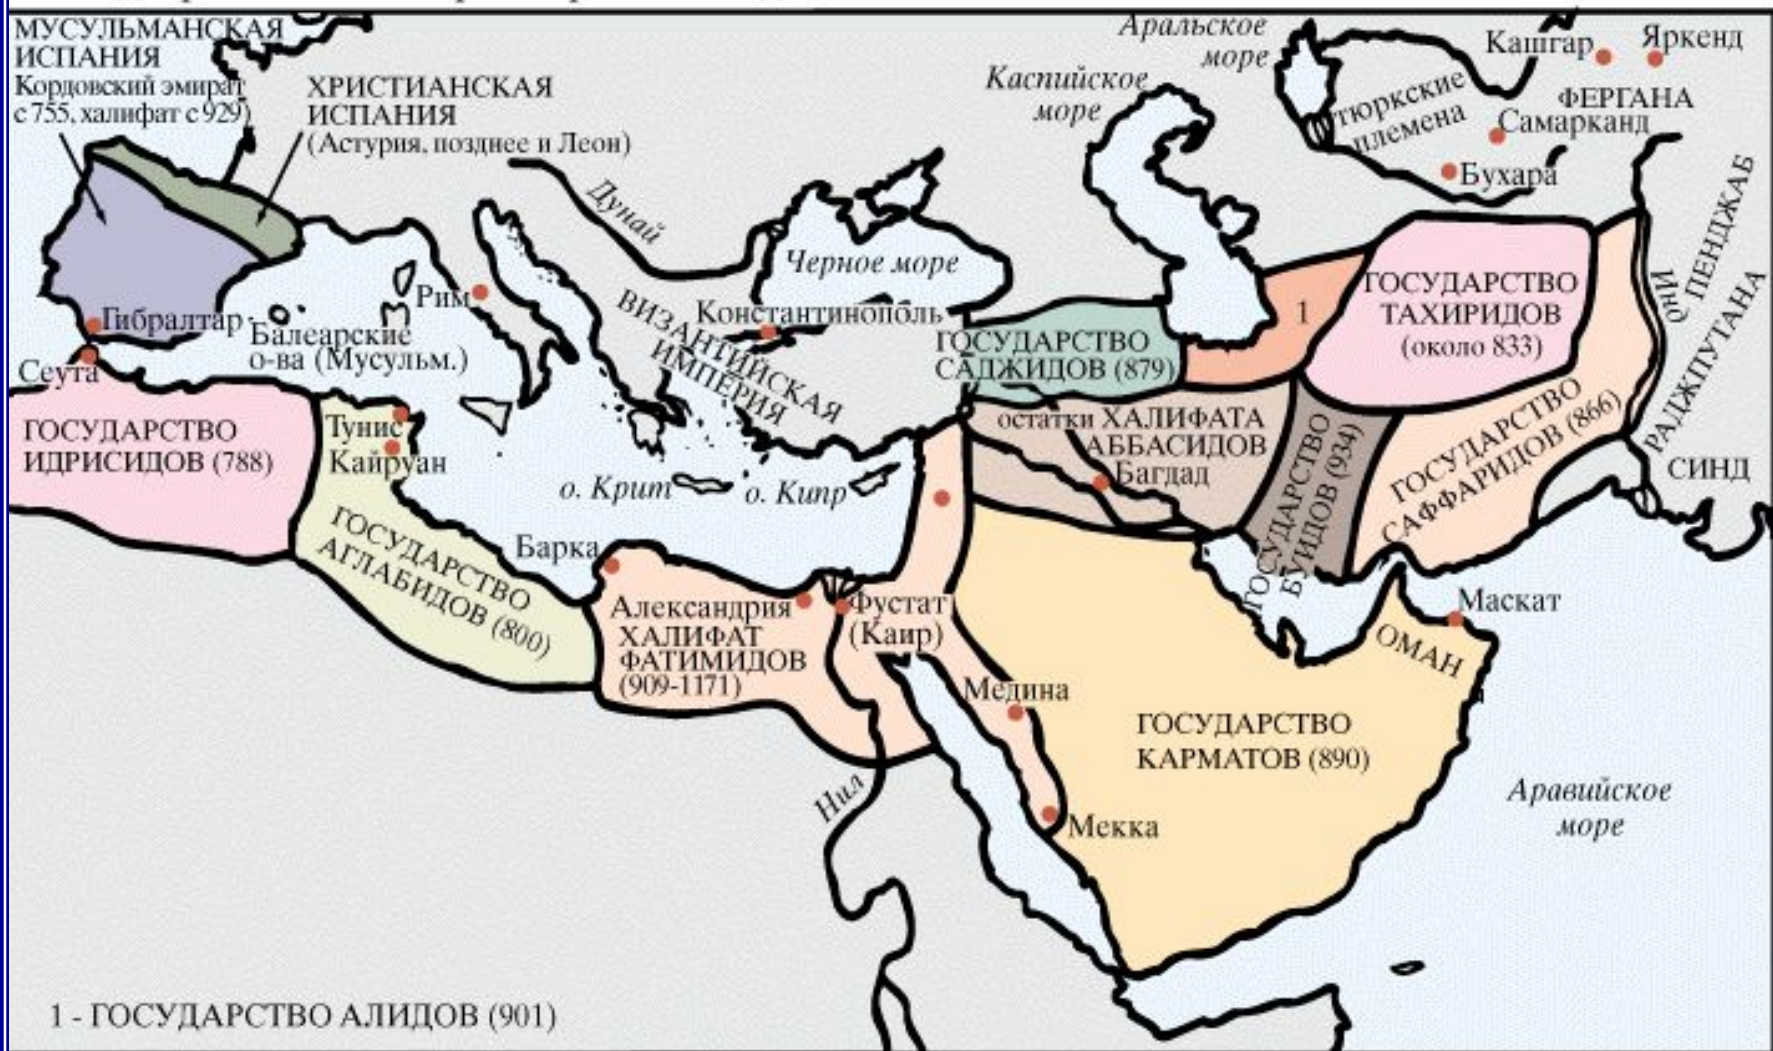 МУСУЛЬМАНСКАЯ
ИСПАНИЯ
Кордовский эмират
с 755, халифат с 929)
ХРИСТИАНСКАЯ
ИСПАНИЯ
(Астурия, позднее и Леон)
Аральское
море
Каспийское
море
Кашгар
Яркенд
ФЕРГАНА
тюркские
племена
Самарканд
Бухара
ПЕНДЖАБ
Инд
РАДЖПУТАНА
СИНД
Дунай
Черное море
Рим
Константинополь
ВИЗАНТИЙСКАЯ
ИМПЕРИЯ
Гибралтар
Балеарские
о-ва (Мусульм.)
Сеута
ГОСУДАРСТВО
САДЖИДОВ (879)
1
ГОСУДАРСТВО
ТАХИРИДОВ
(около 833)
ГОСУДАРСТВО
ИДРИСИДОВ (788)
Тунис
Кайруан
остатки ХАЛИФАТА
АББАСИДОВ
Багдад
ГОСУДАРСТВО
БУИДОВ (934)
ГОСУДАРСТВО
САФФАРИДОВ (866)
о. Крит
о. Кипр
ГОСУДАРСТВО
АГЛАБИДОВ (800)
Барка
Александрия
ХАЛИФАТ
ФАТИМИДОВ
(909-1171)
Фустат
(Каир)
Маскат
ОМАН
Медина
ГОСУДАРСТВО
КАРМАТОВ (890)
Мекка
Нил
Аравийское
море
1 - ГОСУДАРСТВО АЛИДОВ (901)